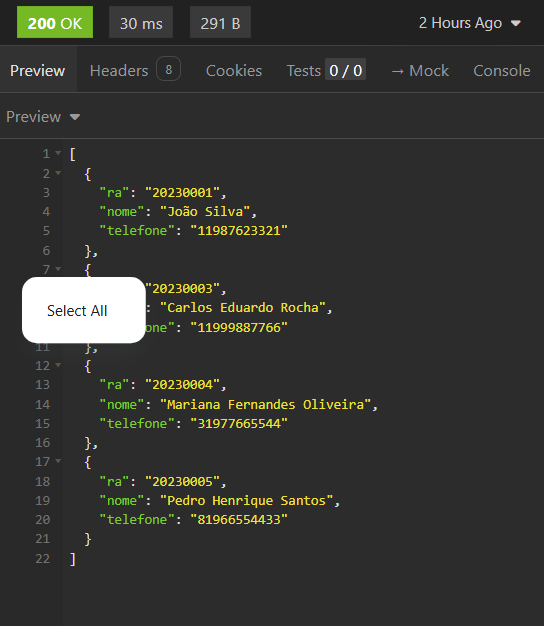 200 OK 30 ms 291 B 2 Hours Ago
Preview Headers 8 Cookies Tests 0 / 0 → Mock Console
Preview
1 [
2 {
3 "ra": "20230001",
4 "nome": "João Silva",
5 "telefone": "11987623321"
6 },
7 {
"20230003",
: "Carlos Eduardo Rocha",
one": "11999887766"
Select All
11 },
12 {
13 "ra": "20230004",
14 "nome": "Mariana Fernandes Oliveira",
15 "telefone": "31977665544"
16 },
17 {
18 "ra": "20230005",
19 "nome": "Pedro Henrique Santos",
20 "telefone": "81966554433"
21 }
22 ]